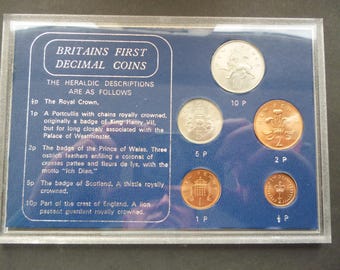 BRITAINS FIRST
DECIMAL COINS
THE HERALDIC DESCRIPTIONS
ARE AS FOLLOWS
½p The Royal Crown.
1p A Portcullis with chains royally crowned,
originally a badge of King Henry VII,
but for long closely associated with the
Palace of Westminster.
2p The badge of the Prince of Wales. Three
ostrich feathers enfiling a coronet of
crosses pattee and fleurs de lys, with the
motto "Ich Dien."
5p The badge of Scotland. A thistle royally
crowned.
10p Part of the crest of England. A lion
passant guardant royally crowned.
10 P
5 P
2 P
1 P
½ P